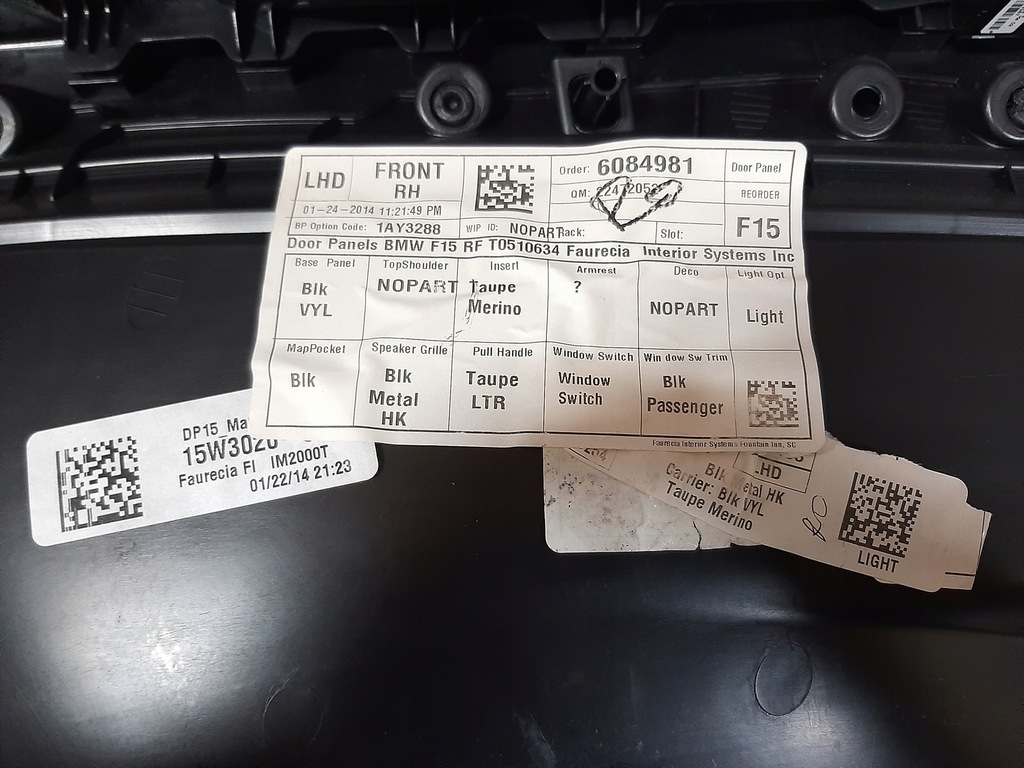 LHD
FRONT
RH
01-24-2014 11:21:49 PM
BP Option Code: 1AY3288
WIP ID: NOPART
Order: 6084981
QM:
Rack:
Slot:
Door Panel
REORDER
F15
Door Panels BMW F15 RF T0510634 Faurecia Interior Systems Inc
Base Panel
Blk
VYL
TopShoulder
NOPART
Insert
Taupe
Merino
Armrest
?
Deco
NOPART
Light Opt
Light
MapPocket
Blk
Speaker Grille
Blk
Metal
HK
Pull Handle
Taupe
LTR
Window Switch
Window
Switch
Win dow Sw Trim
Blk
Passenger
Faurecia Interior Systems Fountain Inn, SC
DP15 Ma
15W3020
Faurecia FI IM2000T
01/22/14 21:23
LHD
Blk Metal HK
Carrier: Blk VYL
Taupe Merino
LIGHT